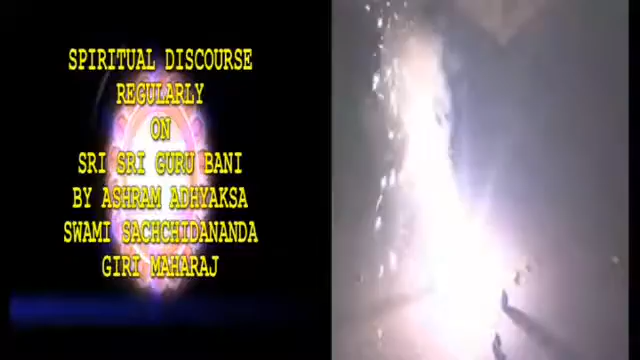 SPIRITUAL DISCOURSE
REGULARLY
ON
SRI SRI GURU BANI
BY ASHRAM ADHYAKSA
SWAMI SACHCHIDANANDA
GIRI MAHARAJ